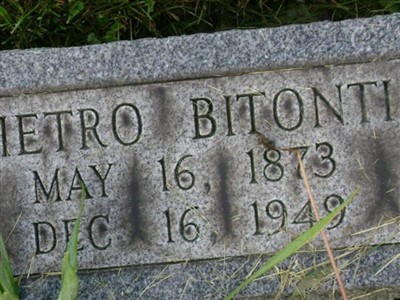 PIETRO BITONTI
MAY 16, 1873
DEC 16, 1949